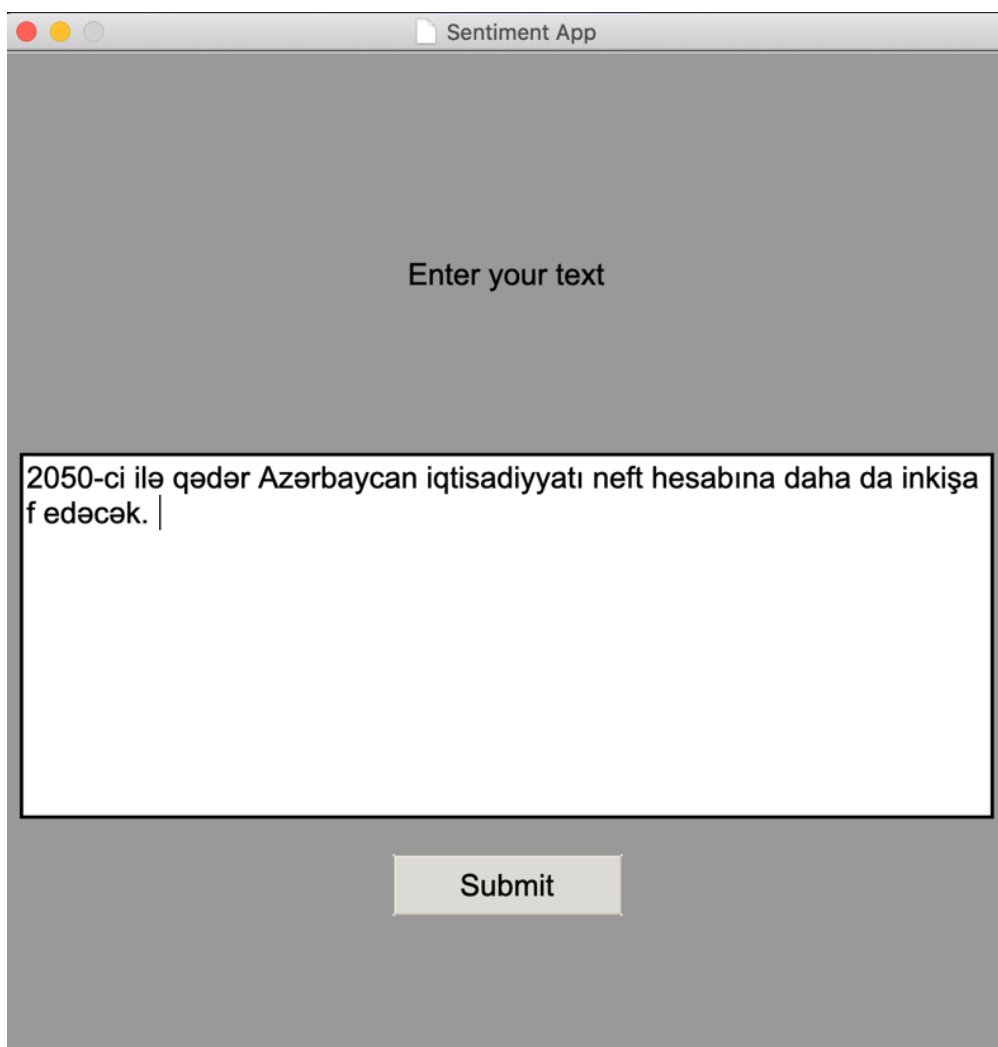 Sentiment App
Enter your text
2050-ci ilə qədər Azərbaycan iqtisadiyyatı neft hesabına daha da inkişa
f edəcək.
Submit